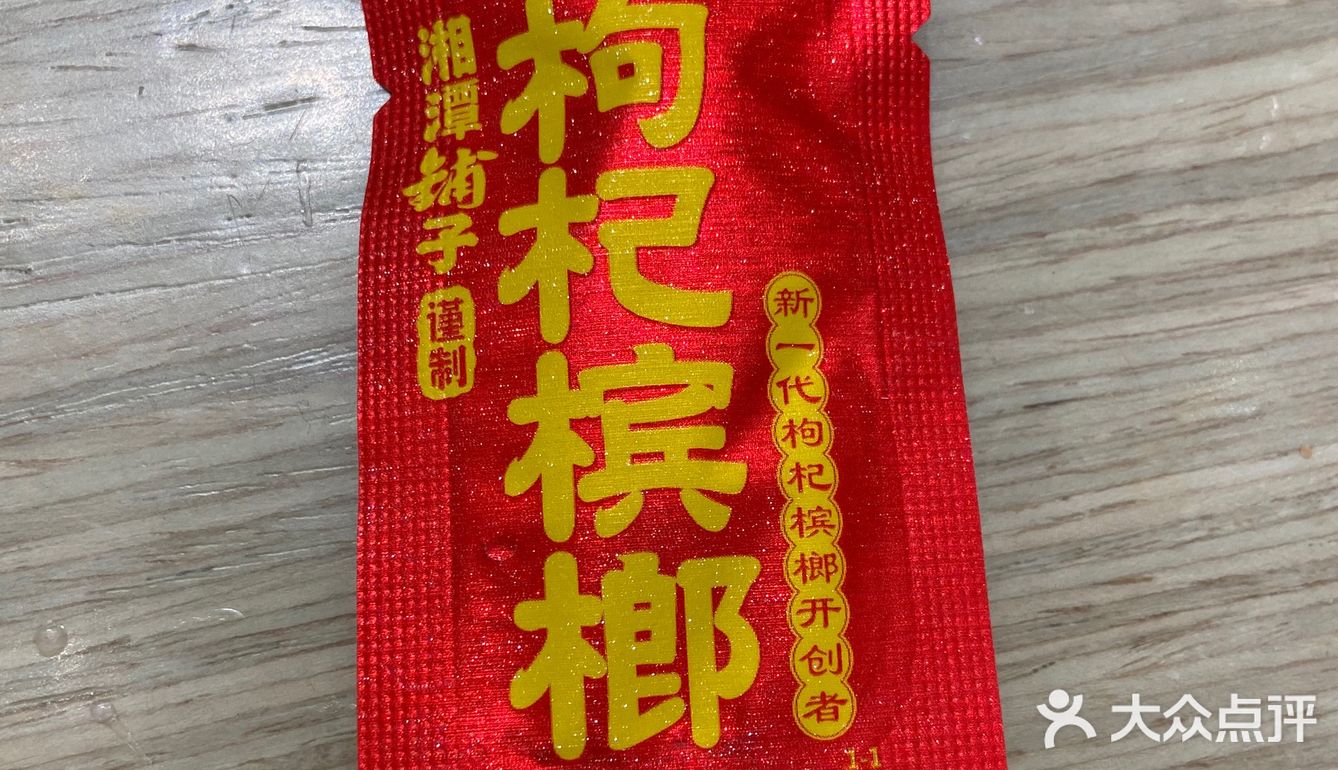 枸杞槟榔
湘潭铺子
谨制
新一代枸杞槟榔开创者
1-1
大众点评